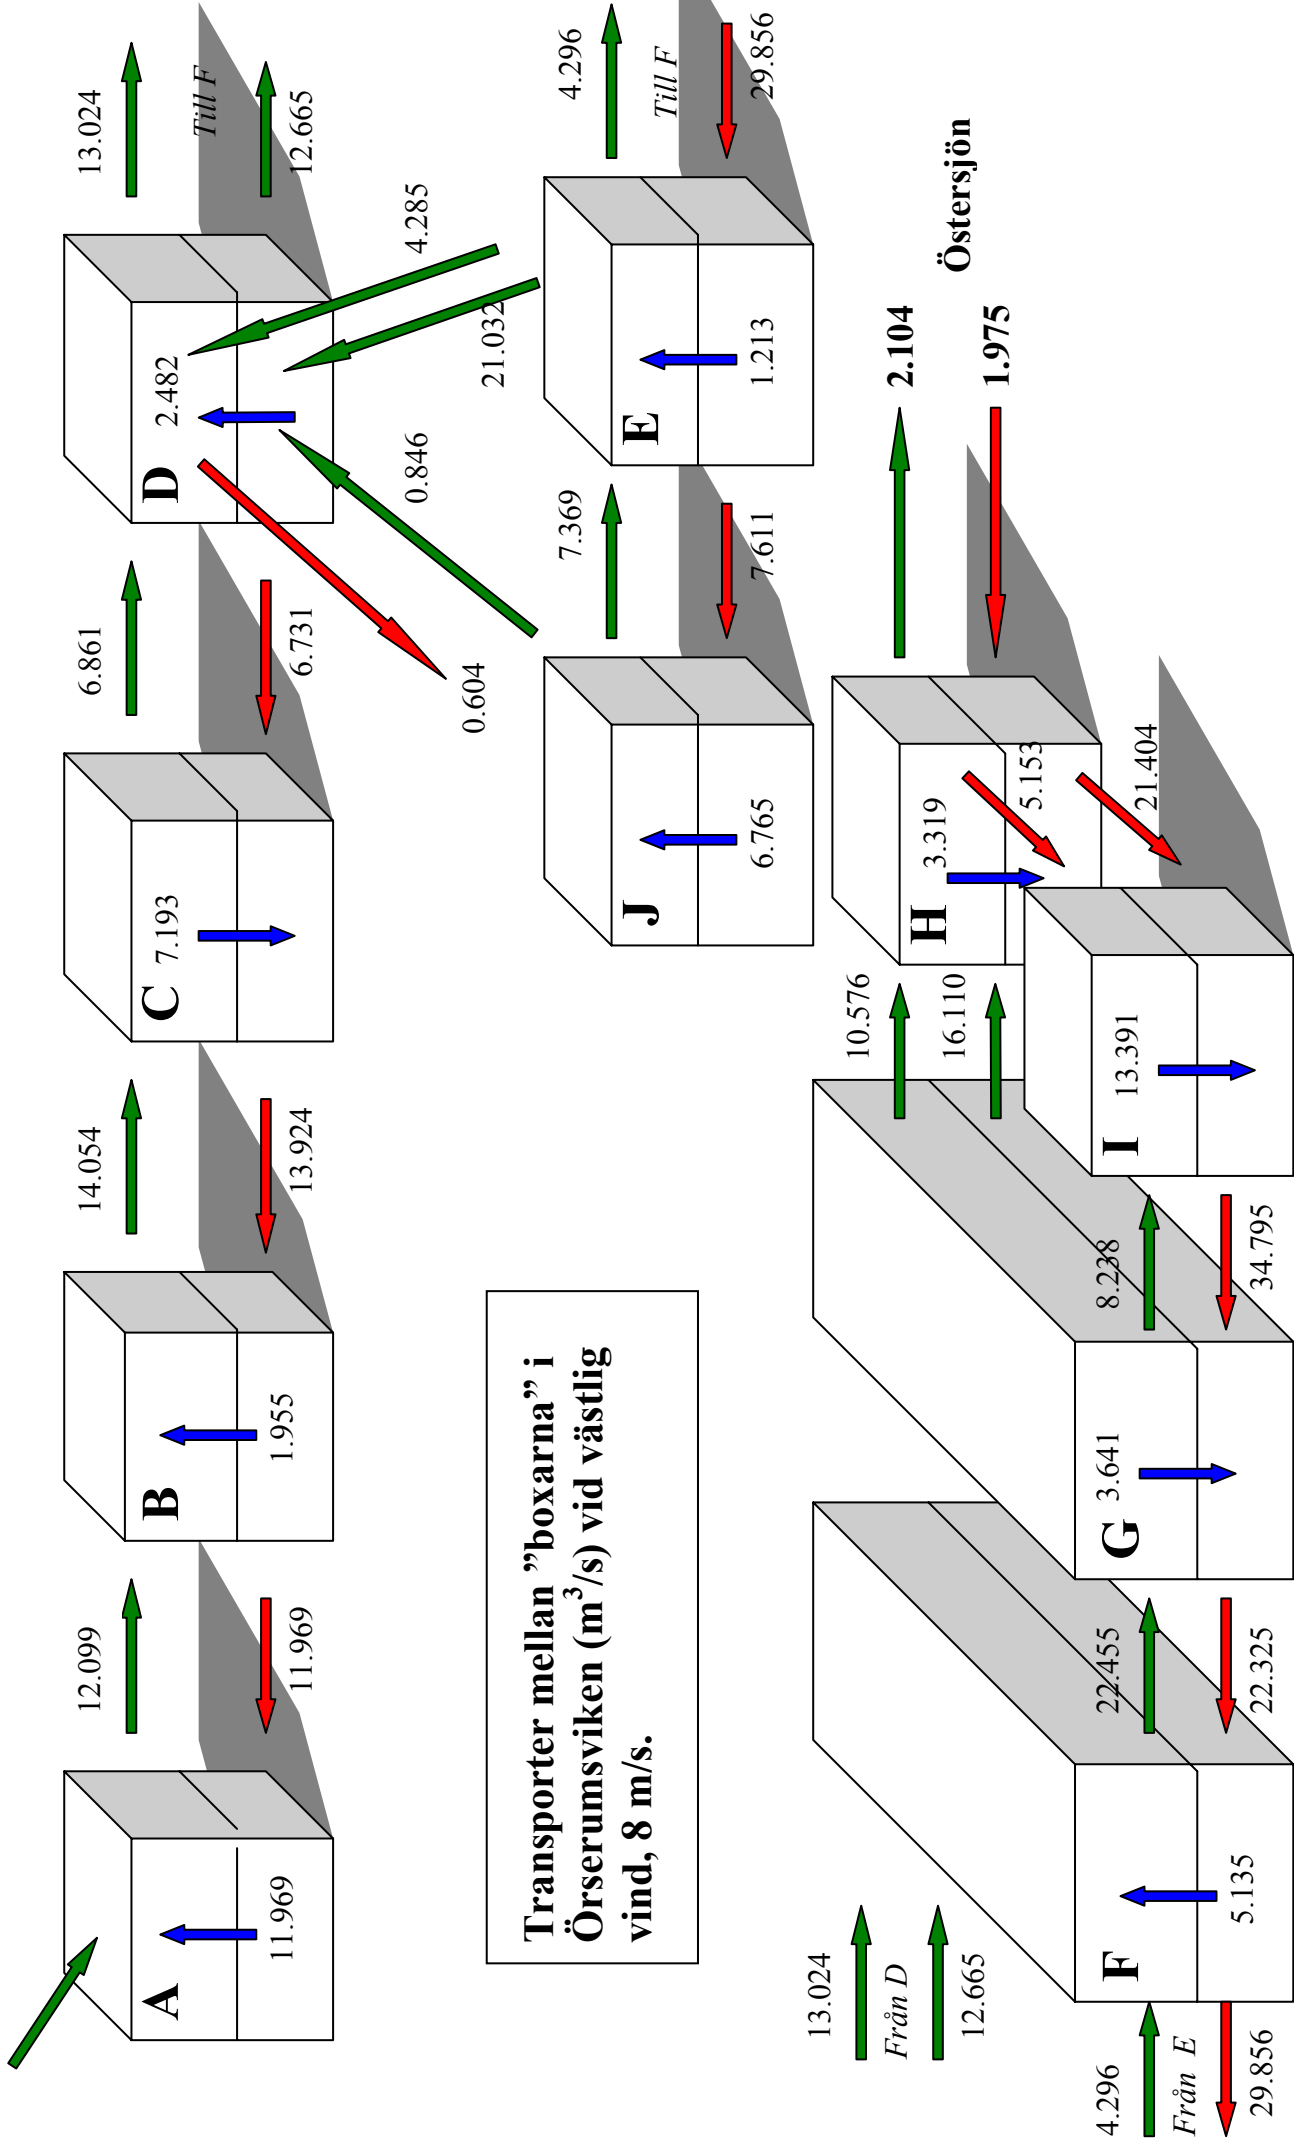 13.024
6.861
14.054
12.099
Till F
D
2.482
C
7.193
B
A
12.665
6.731
13.924
11.969
1.955
11.969
4.285
0.846
0.604
21.032
4.296
7.369
Till F
E
J
29.856
7.611
1.213
6.765
Transporter mellan ”boxarna” i
Örserumsviken (m³/s) vid västlig
vind, 8 m/s.
Östersjön
2.104
1.975
10.576
16.110
H
3.319
5.153
21.404
I
13.391
13.024
Från D
12.665
8.238
34.795
G
3.641
22.455
22.325
F
5.135
4.296
Från E
29.856